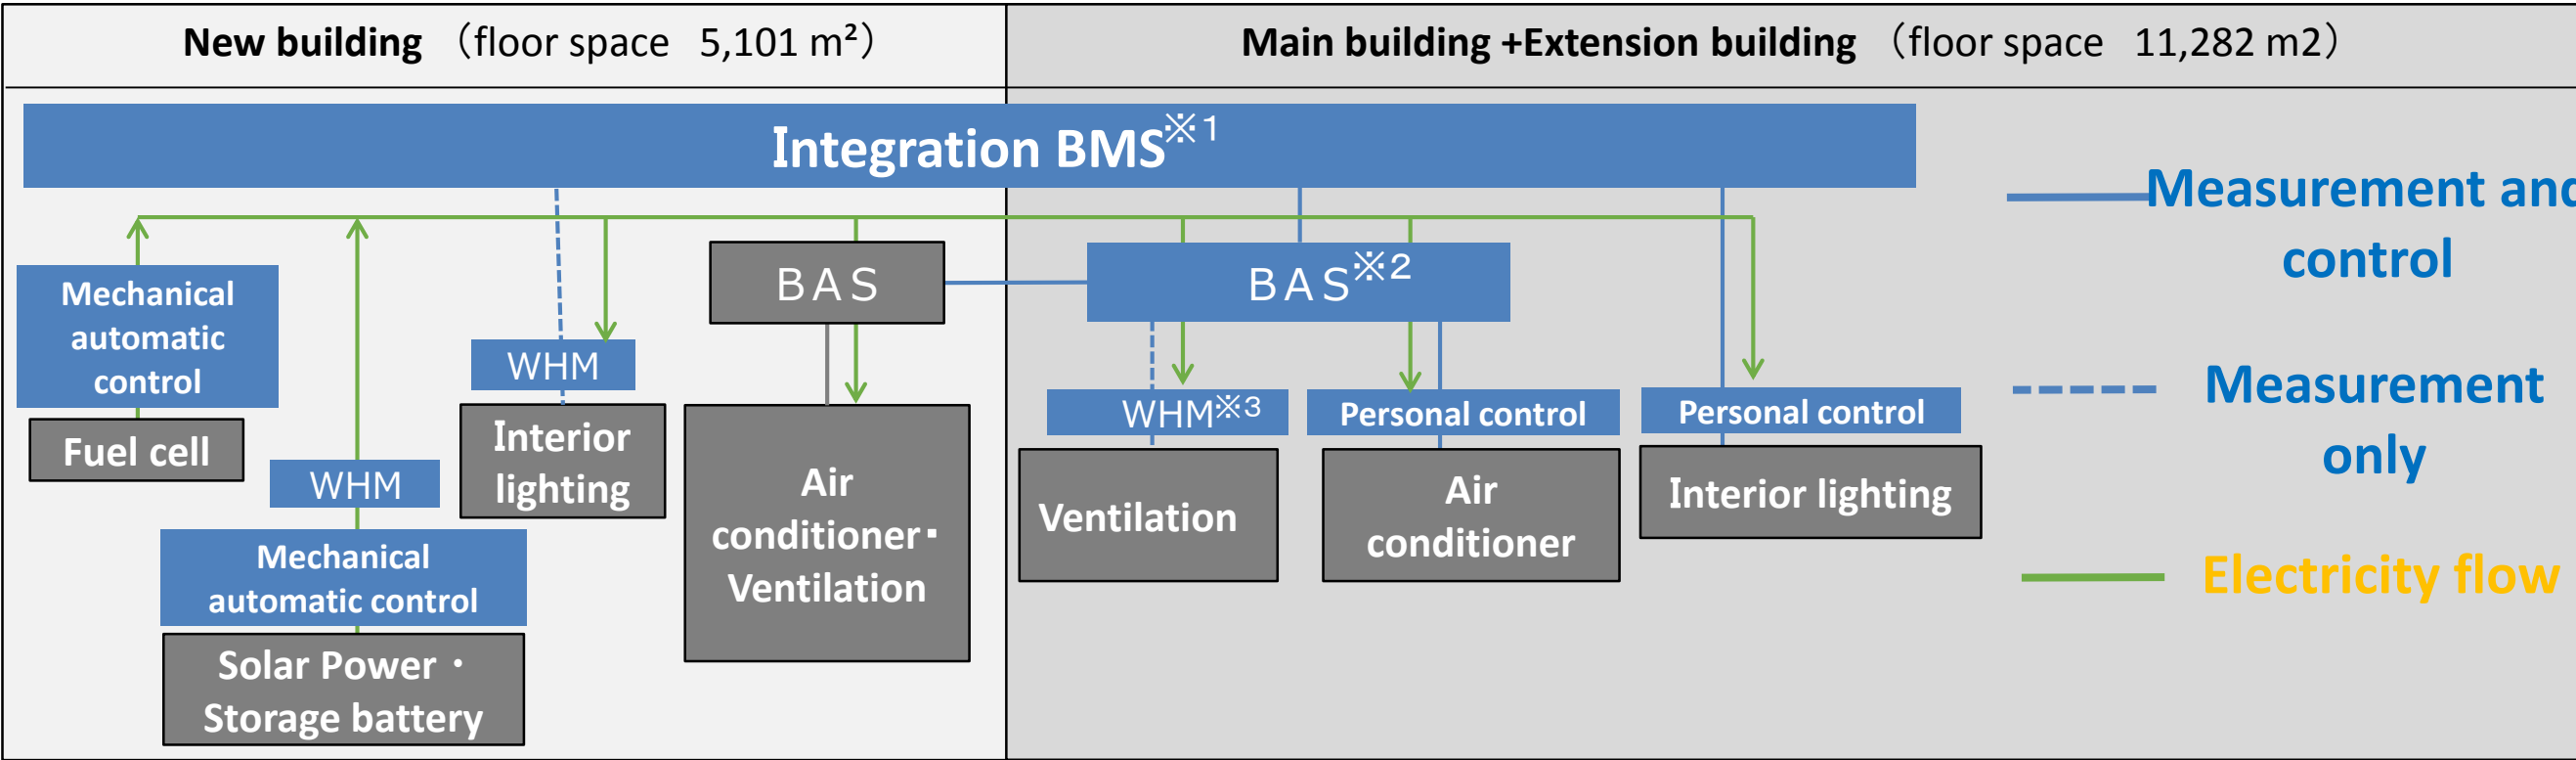 New building （floor space 5,101 m²）
Main building +Extension building （floor space 11,282 m2）
Integration BMS※1
Measurement and
control
Measurement
only
Electricity flow
Mechanical
automatic
control
Fuel cell
WHM
Mechanical
automatic control
Solar Power・
Storage battery
WHM
Interior
lighting
BAS
Air
conditioner・
Ventilation
BAS※2
WHM※3
Ventilation
Personal control
Air
conditioner
Personal control
Interior lighting